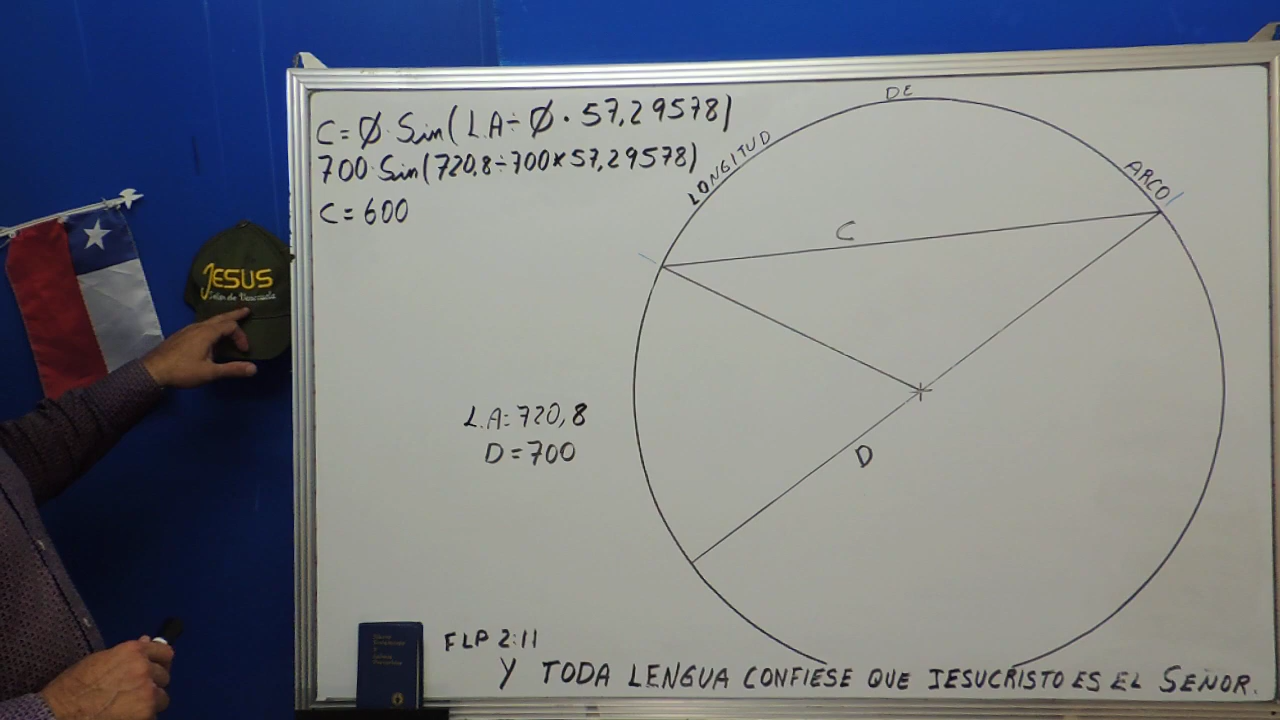 C = Ø · Sin(L.A ÷ Ø · 57,29578)
700 · Sin(720,8 ÷ 700 × 57,29578)
C = 600
LONGITUD DE ARCO
C
D
L.A = 720,8
D = 700
JESUS
FLP 2:11
Y TODA LENGUA CONFIESE QUE JESUCRISTO ES EL SEÑOR.